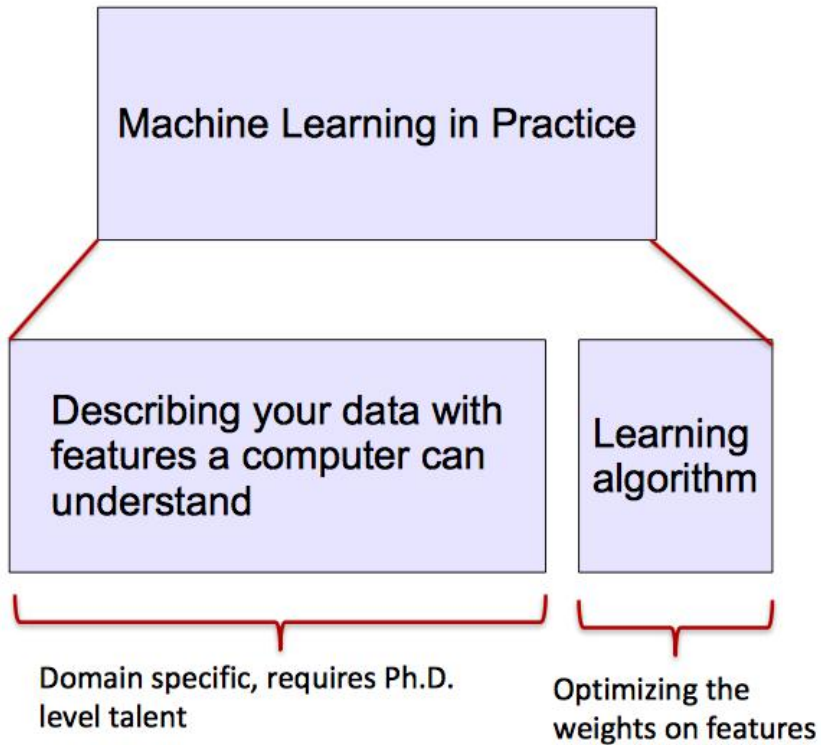 Machine Learning in Practice
Describing your data with
features a computer can
understand
Learning
algorithm
Domain specific, requires Ph.D.
level talent
Optimizing the
weights on features